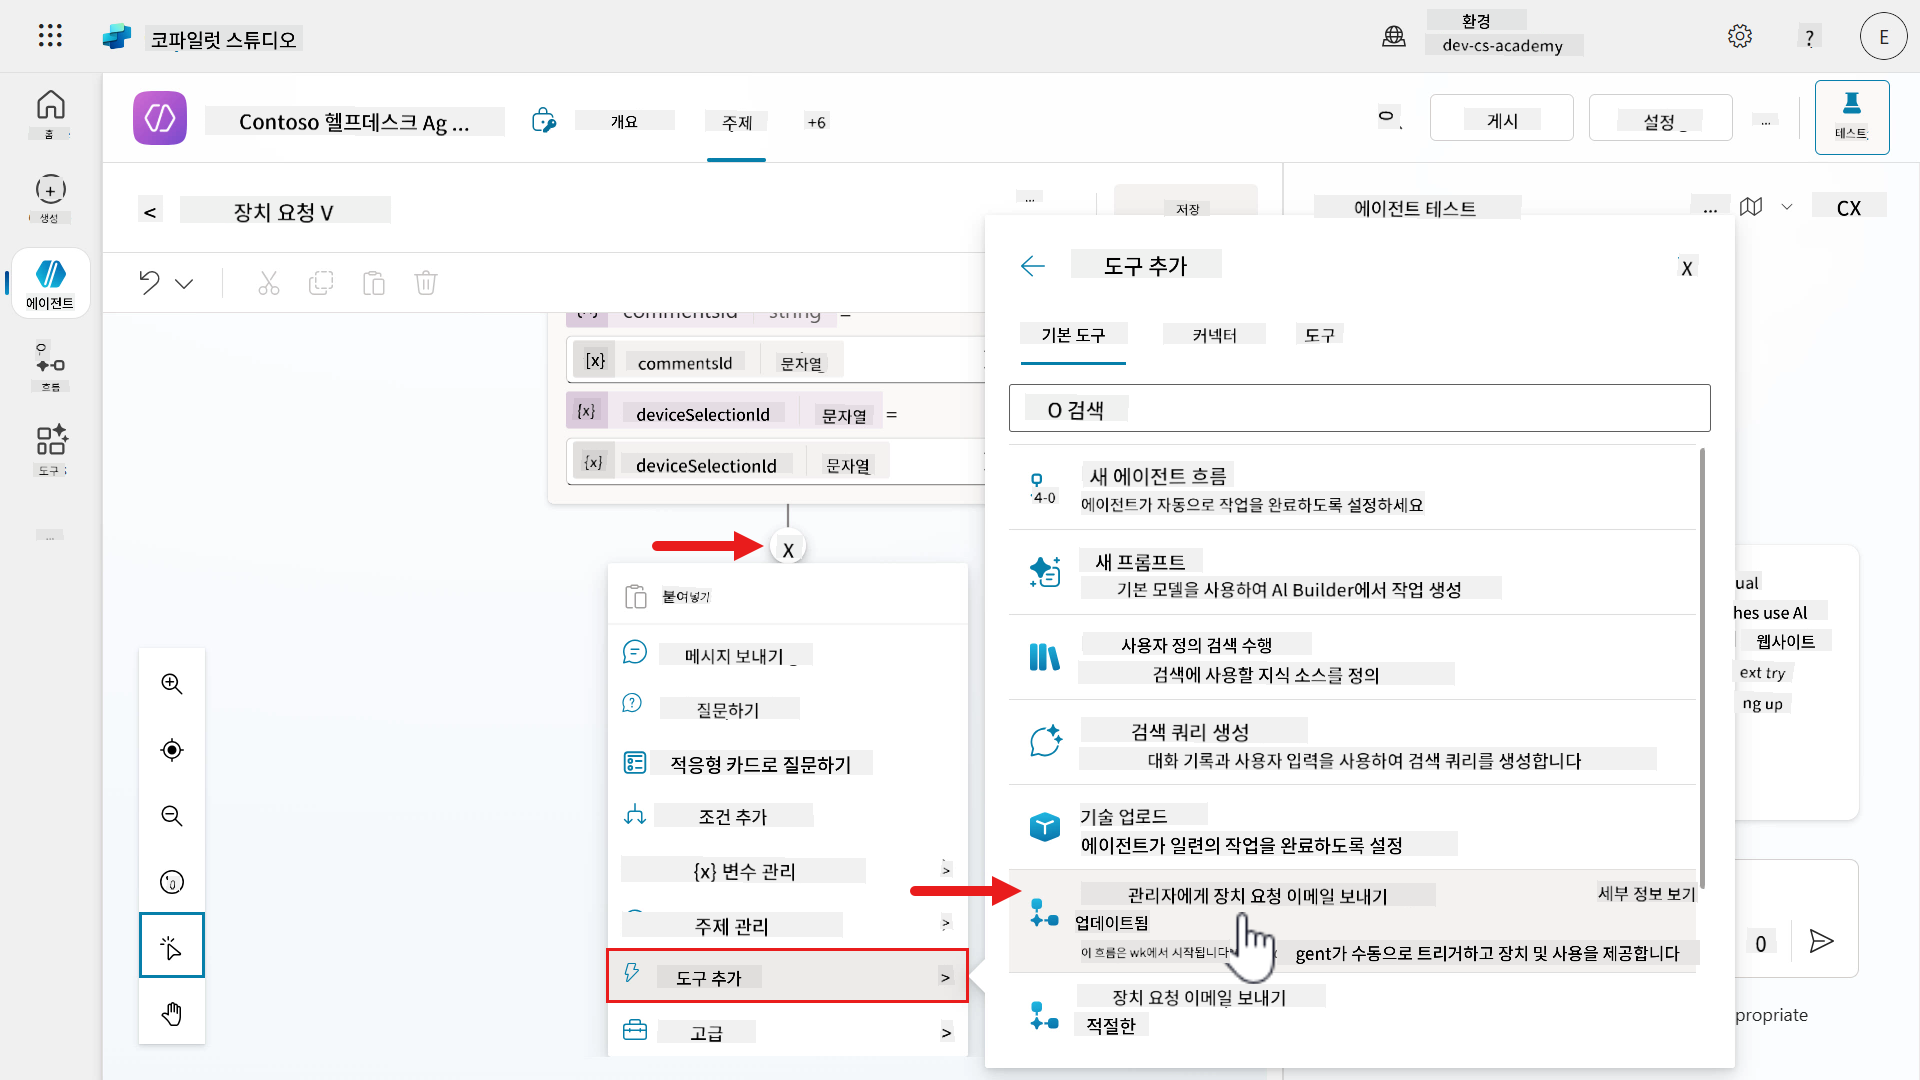 코파일럿 스튜디오
환경
dev-cs-academy
?
E
홈
생성
에이전트
흐름
도구
Contoso 헬프데스크 Ag ...
개요
주제
+6
게시
설정
...
테스트
<
장치 요청 V
...
저장
에이전트 테스트
...
CX
commentsId string =
{x} commentsId 문자열
{x} deviceSelectionId 문자열 =
{x} deviceSelectionId 문자열
X
붙여넣기
메시지 보내기
질문하기
적응형 카드로 질문하기
조건 추가
{x} 변수 관리 >
주제 관리 >
도구 추가 >
고급 >
도구 추가
X
기본 도구
커넥터
도구
O 검색
새 에이전트 흐름
에이전트가 자동으로 작업을 완료하도록 설정하세요
새 프롬프트
기본 모델을 사용하여 AI Builder에서 작업 생성
사용자 정의 검색 수행
검색에 사용할 지식 소스를 정의
검색 쿼리 생성
대화 기록과 사용자 입력을 사용하여 검색 쿼리를 생성합니다
기술 업로드
에이전트가 일련의 작업을 완료하도록 설정
관리자에게 장치 요청 이메일 보내기
세부 정보 보기
업데이트됨
이 흐름은 wk에서 시작됩니다 gent가 수동으로 트리거하고 장치 및 사용을 제공합니다
장치 요청 이메일 보내기
적절한
ual
hes use Al
웹사이트
ext try
ng up
0
propriate